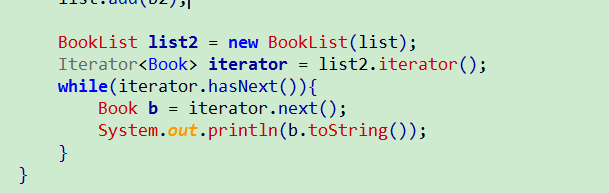 list.add(b2);
BookList list2 = new BookList(list);
Iterator<Book> iterator = list2.iterator();
while(iterator.hasNext()){
Book b = iterator.next();
System.out.println(b.toString());
}
}